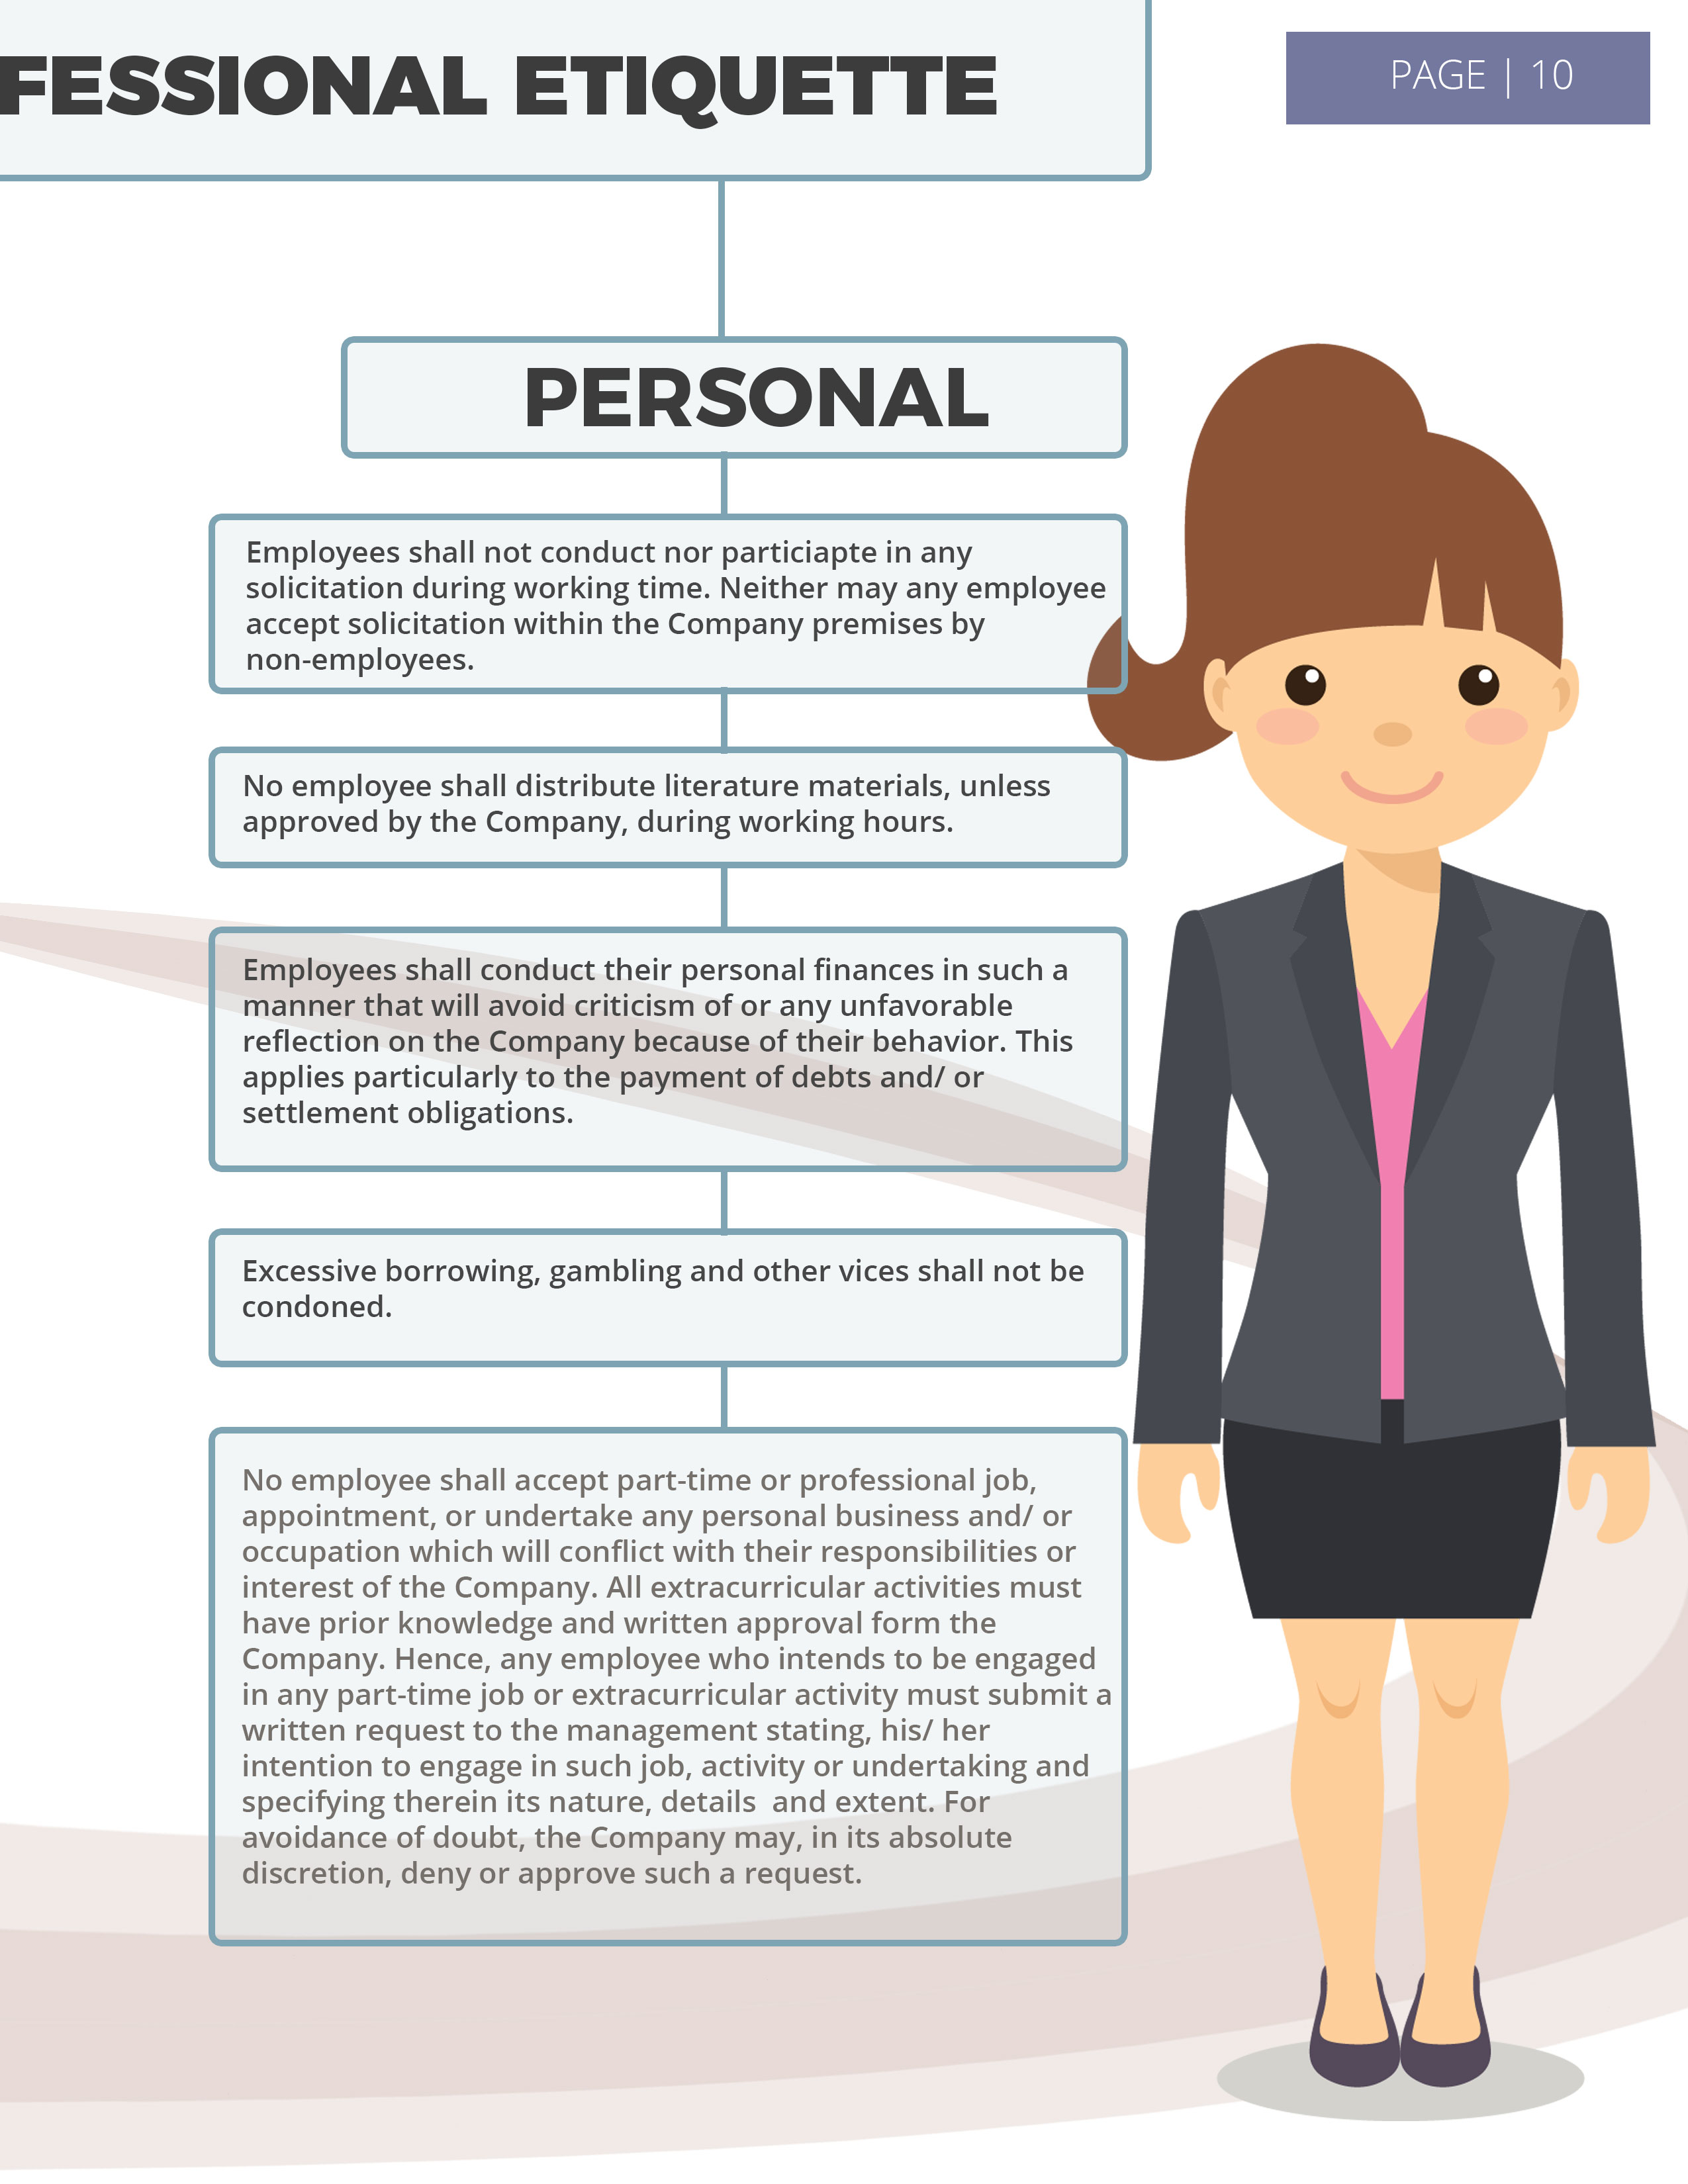 FESSIONAL ETIQUETTE
PAGE | 10
PERSONAL
Employees shall not conduct nor particiapte in any
solicitation during working time. Neither may any employee
accept solicitation within the Company premises by
non-employees.
No employee shall distribute literature materials, unless
approved by the Company, during working hours.
Employees shall conduct their personal finances in such a
manner that will avoid criticism of or any unfavorable
reflection on the Company because of their behavior. This
applies particularly to the payment of debts and/ or
settlement obligations.
Excessive borrowing, gambling and other vices shall not be
condoned.
No employee shall accept part-time or professional job,
appointment, or undertake any personal business and/ or
occupation which will conflict with their responsibilities or
interest of the Company. All extracurricular activities must
have prior knowledge and written approval form the
Company. Hence, any employee who intends to be engaged
in any part-time job or extracurricular activity must submit a
written request to the management stating, his/ her
intention to engage in such job, activity or undertaking and
specifying therein its nature, details  and extent. For
avoidance of doubt, the Company may, in its absolute
discretion, deny or approve such a request.